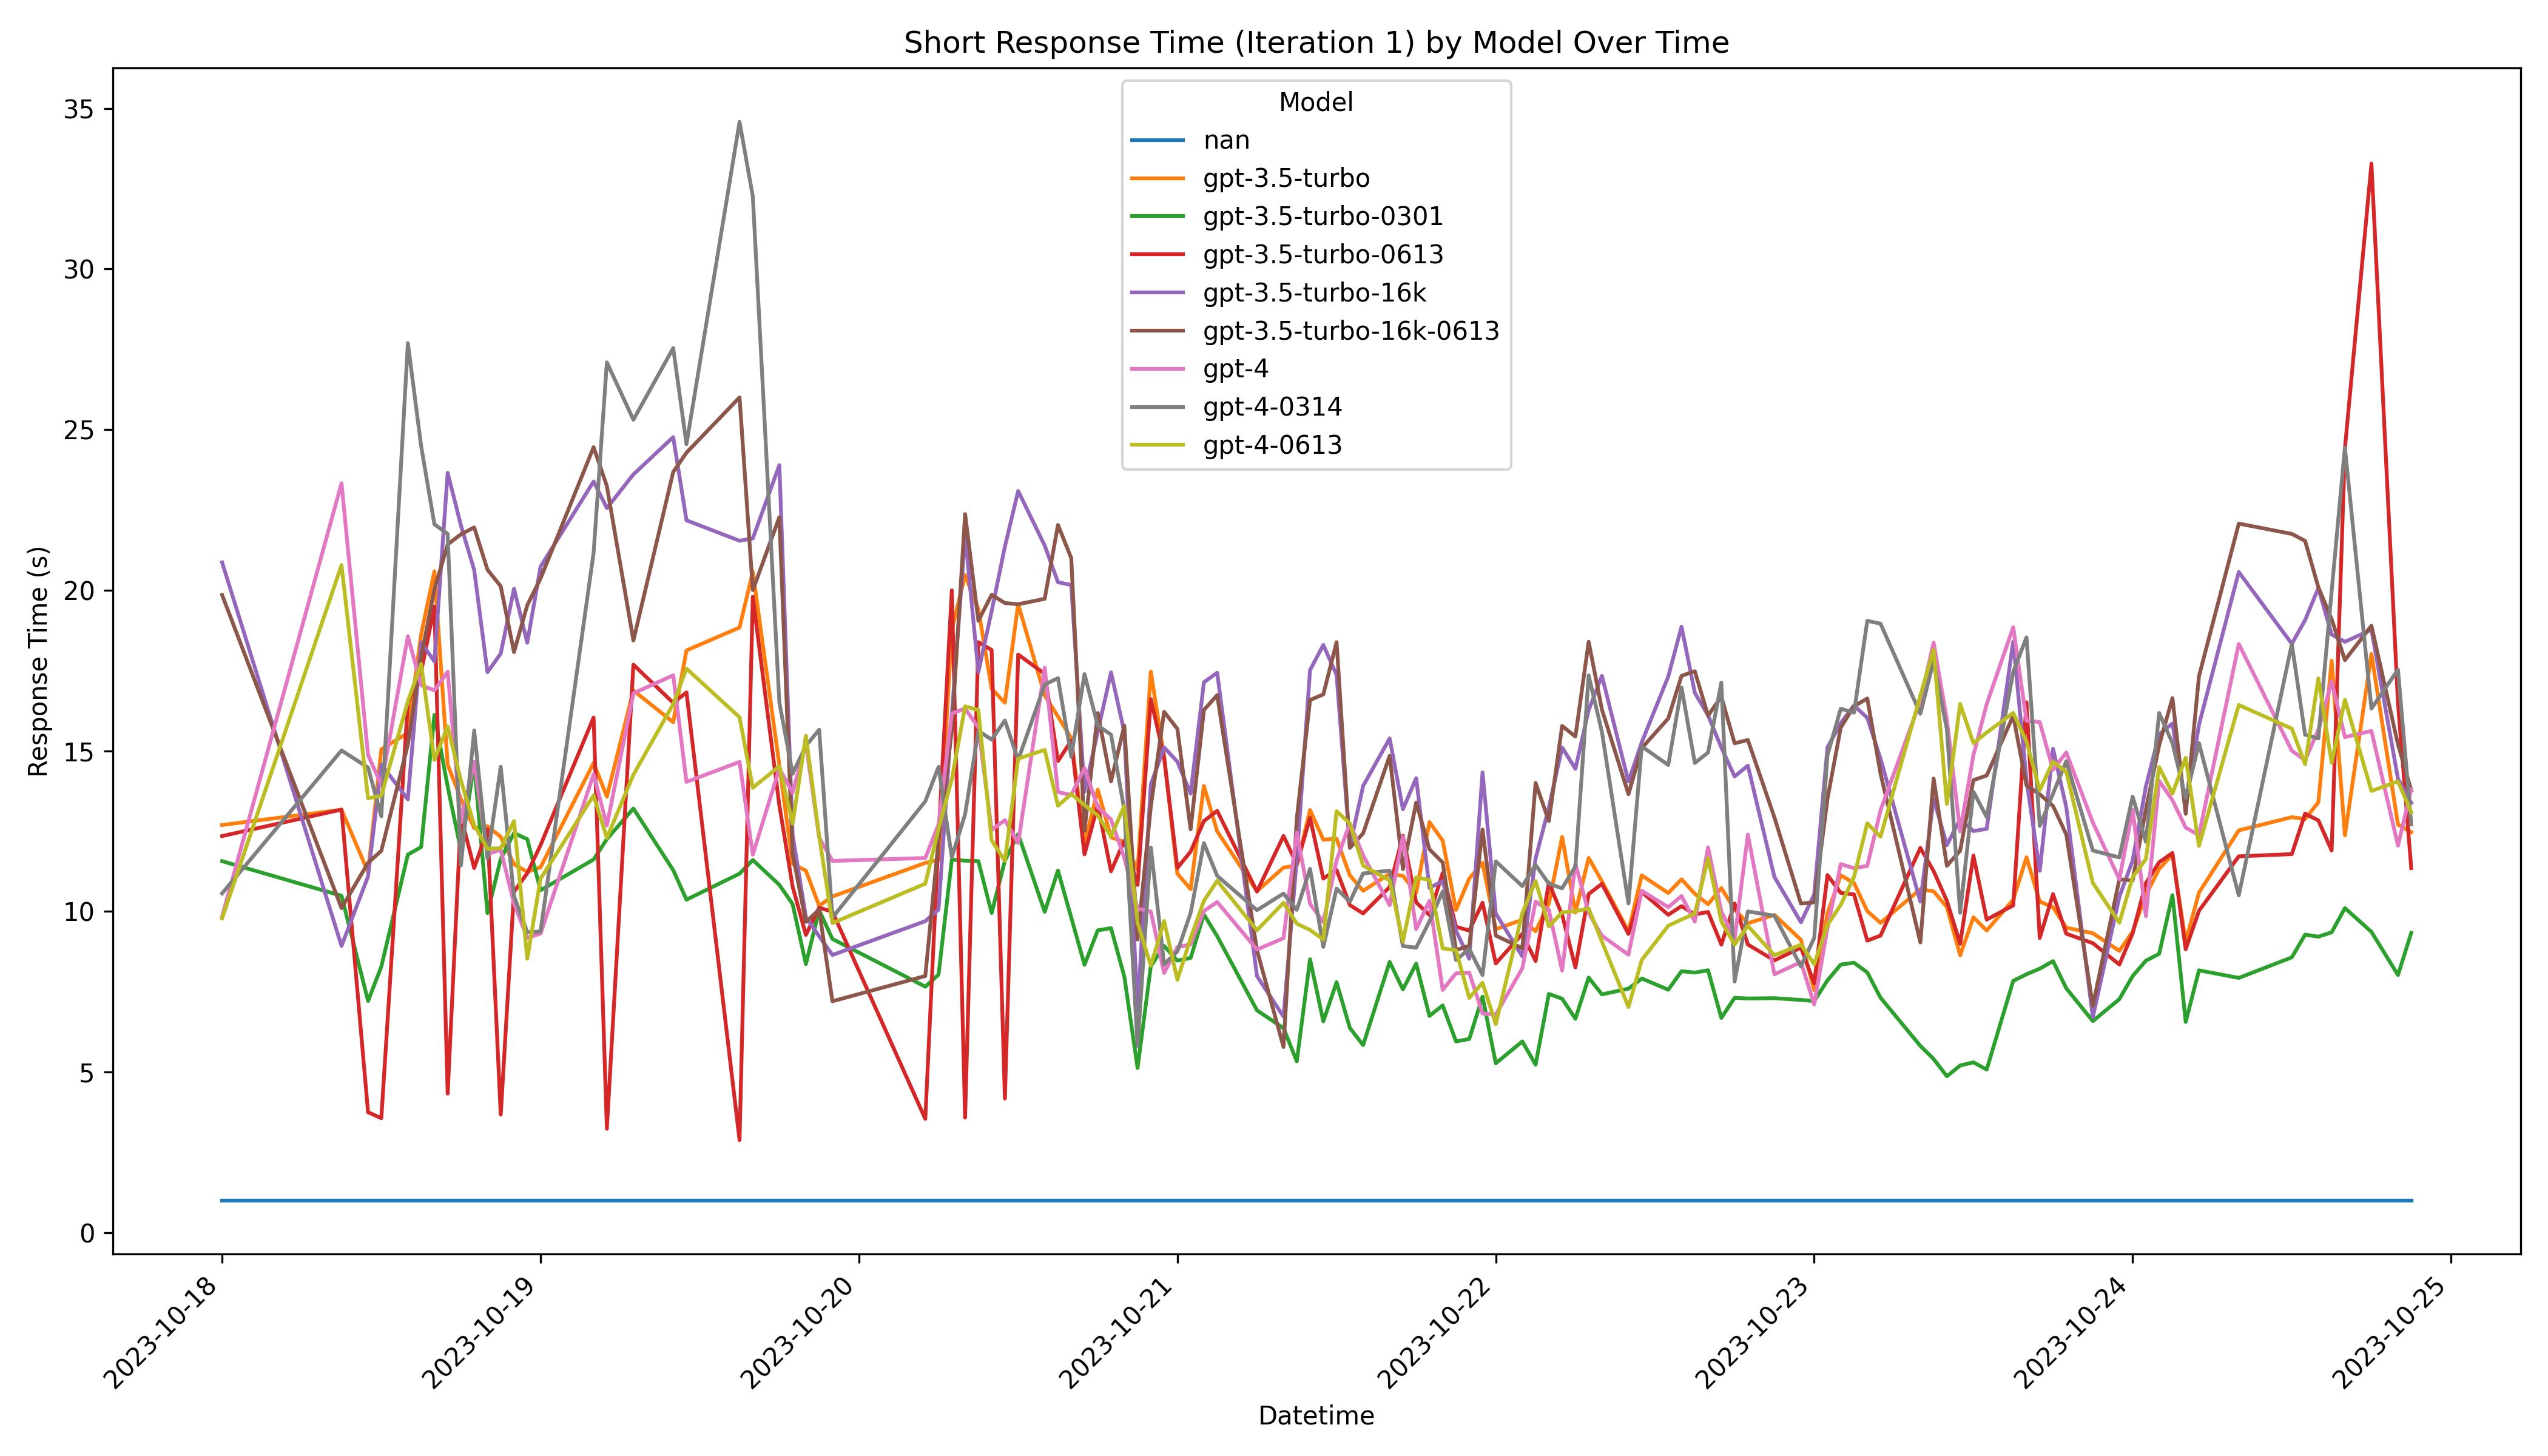 Short Response Time (Iteration 1) by Model Over Time
Model
nan
gpt-3.5-turbo
gpt-3.5-turbo-0301
gpt-3.5-turbo-0613
gpt-3.5-turbo-16k
gpt-3.5-turbo-16k-0613
gpt-4
gpt-4-0314
gpt-4-0613
Response Time (s)
35
30
25
20
15
10
5
0
2023-10-18
2023-10-19
2023-10-20
2023-10-21
2023-10-22
2023-10-23
2023-10-24
2023-10-25
Datetime